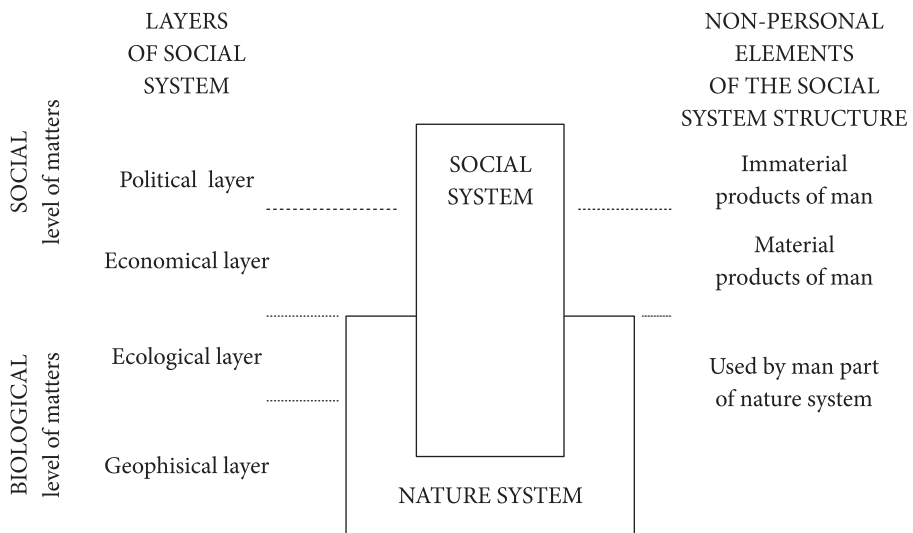 LAYERS
OF SOCIAL
SYSTEM
NON-PERSONAL
ELEMENTS
OF THE SOCIAL
SYSTEM STRUCTURE
SOCIAL
level of matters
Political layer
Economical layer
SOCIAL
SYSTEM
Immaterial
products of man
Material
products of man
BIOLOGICAL
level of matters
Ecological layer
Geophisical layer
Used by man part
of nature system
NATURE SYSTEM